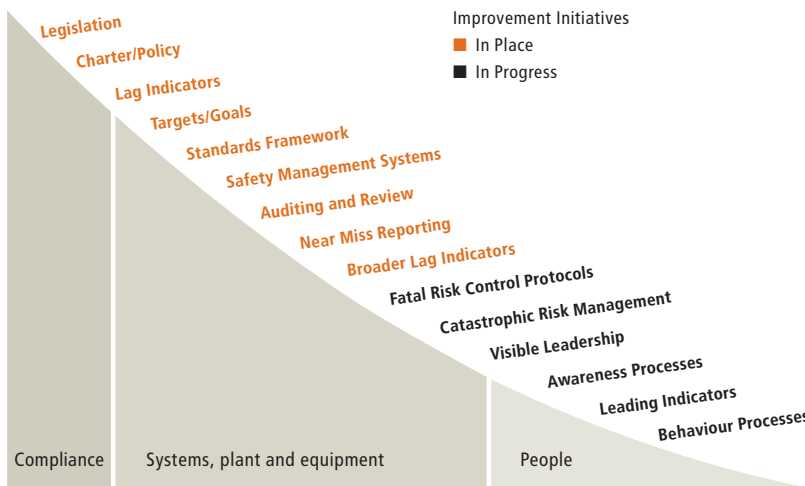 Improvement Initiatives
In Place
In Progress
Legislation
Charter/Policy
Lag Indicators
Targets/Goals
Standards Framework
Safety Management Systems
Auditing and Review
Near Miss Reporting
Broader Lag Indicators
Fatal Risk Control Protocols
Catastrophic Risk Management
Visible Leadership
Awareness Processes
Leading Indicators
Behaviour Processes
Compliance
Systems, plant and equipment
People